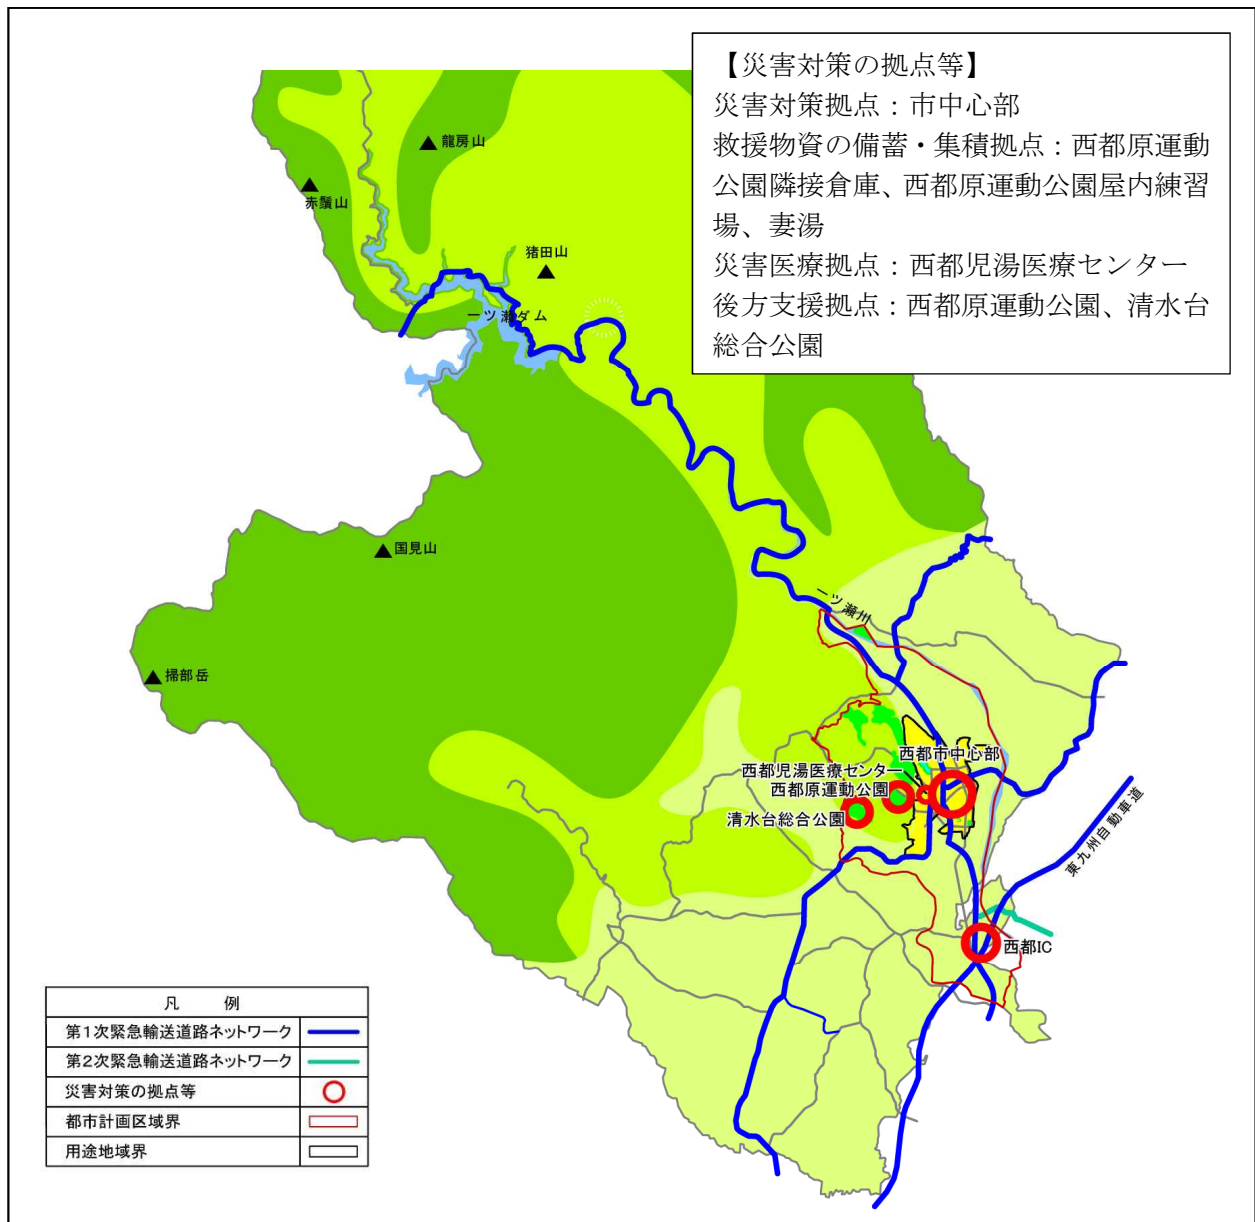 【災害対策の拠点等】
災害対策拠点：市中心部
救援物資の備蓄・集積拠点：西都原運動
公園隣接倉庫、西都原運動公園屋内練習
場、妻湯
災害医療拠点：西都児湯医療センター
後方支援拠点：西都原運動公園、清水台
総合公園
龍房山
赤鬚山
猪田山
一ツ瀬ダム
国見山
一ツ瀬川
掃部岳
西都市中心部
西都児湯医療センター
西都原運動公園
清水台総合公園
東九州自動車道
西都IC
凡 例
第1次緊急輸送道路ネットワーク
第2次緊急輸送道路ネットワーク
災害対策の拠点等
都市計画区域界
用途地域界